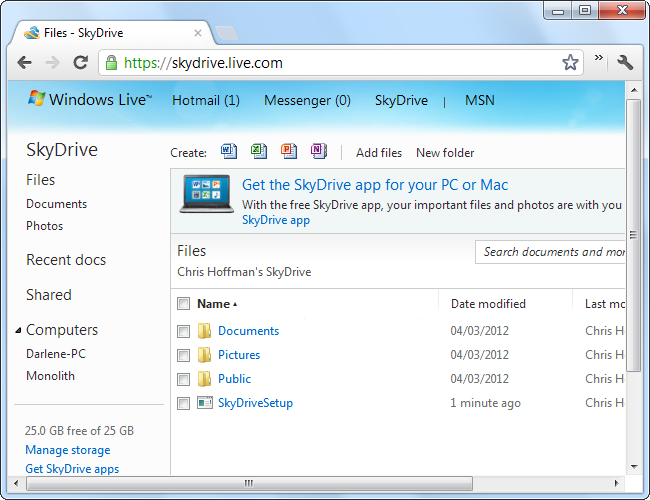 Files - SkyDrive
https://skydrive.live.com
Windows Live™ Hotmail (1) Messenger (0) SkyDrive | MSN
SkyDrive
Files
Documents
Photos
Recent docs
Shared
Computers
Darlene-PC
Monolith
25.0 GB free of 25 GB
Manage storage
Get SkyDrive apps
Create: Add files New folder
Get the SkyDrive app for your PC or Mac
With the free SkyDrive app, your important files and photos are with you
SkyDrive app
Files
Chris Hoffman's SkyDrive
Search documents and mor
Name Date modified Last mo
Documents 04/03/2012 Chris H
Pictures 04/03/2012 Chris H
Public 04/03/2012 Chris H
SkyDriveSetup 1 minute ago Chris H